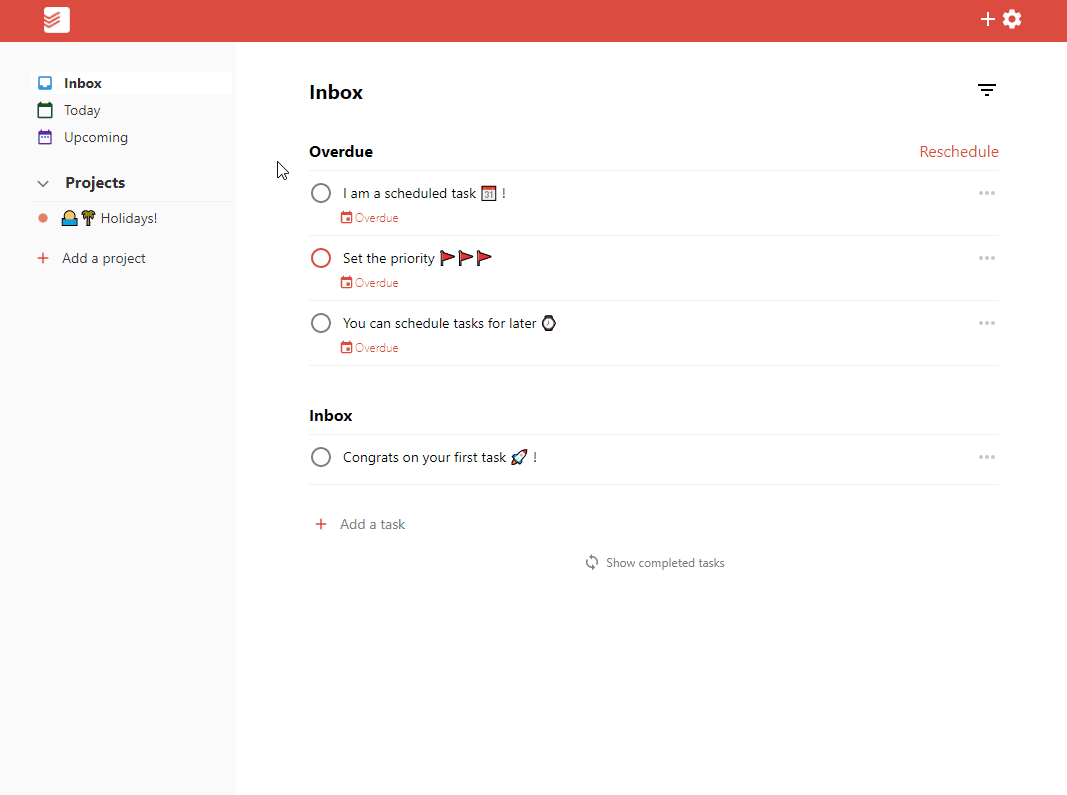 Inbox
Today
Upcoming
Projects
🌅🌴 Holidays!
Add a project
Inbox
Overdue
Reschedule
I am a scheduled task 📅 !
Overdue
Set the priority 🚩🚩🚩
Overdue
You can schedule tasks for later ⌚
Overdue
Inbox
Congrats on your first task 🚀 !
Add a task
Show completed tasks